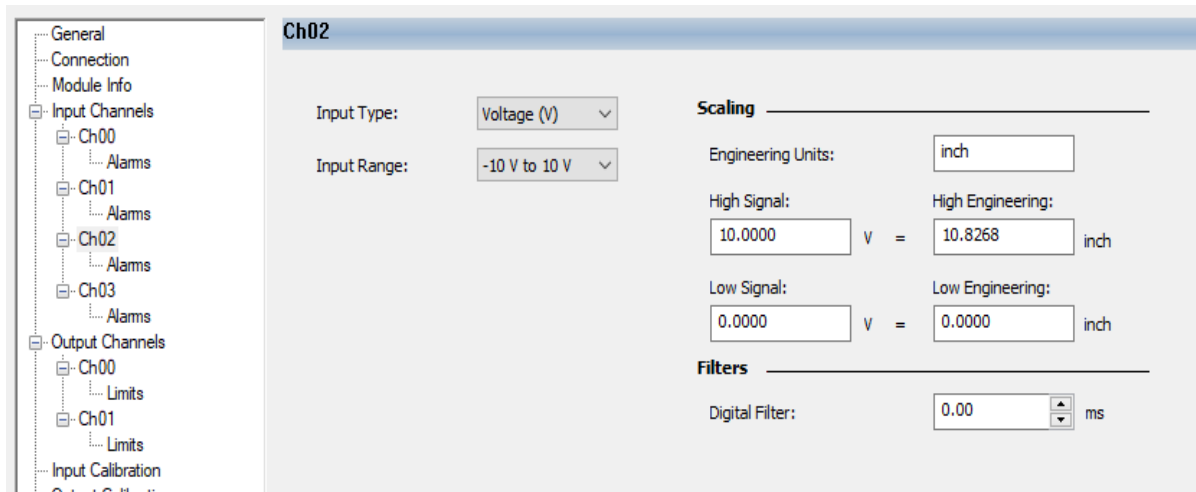 General
Connection
Module Info
Input Channels
Ch00
Alarms
Ch01
Alarms
Ch02
Alarms
Ch03
Alarms
Output Channels
Ch00
Limits
Ch01
Limits
Input Calibration
Ch02
Input Type:
Voltage (V)
Input Range:
-10 V to 10 V
Scaling
Engineering Units:
inch
High Signal:
High Engineering:
10.0000 V = 10.8268 inch
Low Signal:
Low Engineering:
0.0000 V = 0.0000 inch
Filters
Digital Filter:
0.00 ms